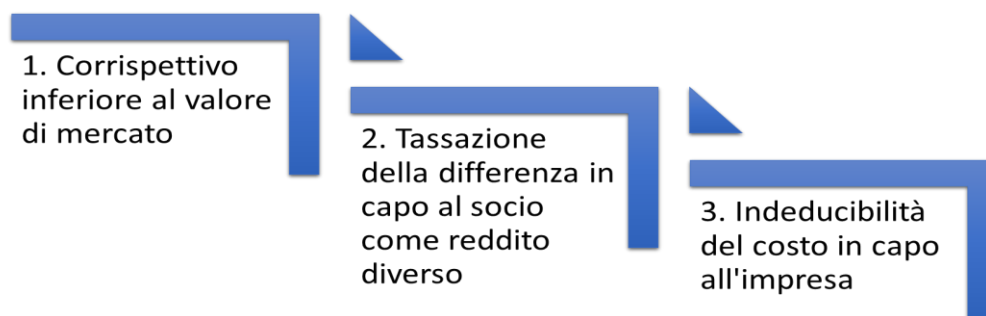 1. Corrispettivo
inferiore al valore
di mercato
2. Tassazione
della differenza in
capo al socio
come reddito
diverso
3. Indeducibilità
del costo in capo
all'impresa